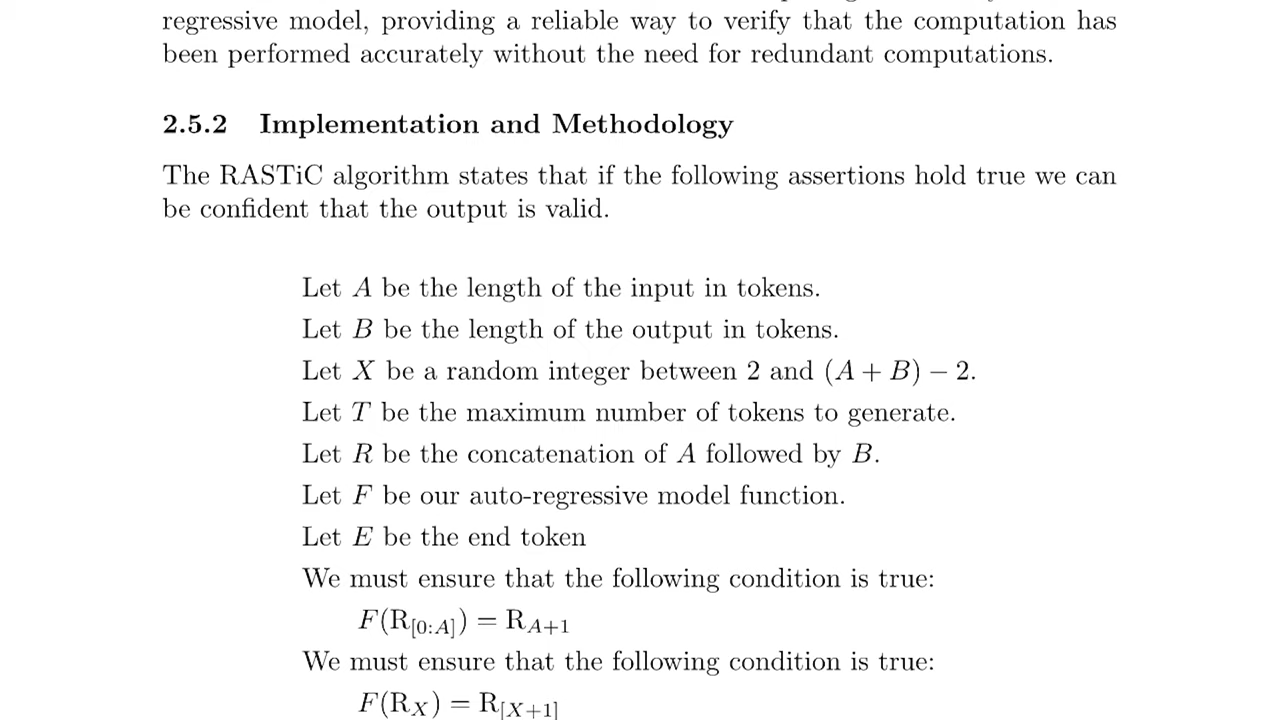 regressive model, providing a reliable way to verify that the computation has
been performed accurately without the need for redundant computations.
2.5.2 Implementation and Methodology
The RASTiC algorithm states that if the following assertions hold true we can
be confident that the output is valid.
Let A be the length of the input in tokens.
Let B be the length of the output in tokens.
Let X be a random integer between 2 and (A + B) − 2.
Let T be the maximum number of tokens to generate.
Let R be the concatenation of A followed by B.
Let F be our auto-regressive model function.
Let E be the end token
We must ensure that the following condition is true:
F(R[0:A]) = RA+1
We must ensure that the following condition is true:
F(RX) = R[X+1]